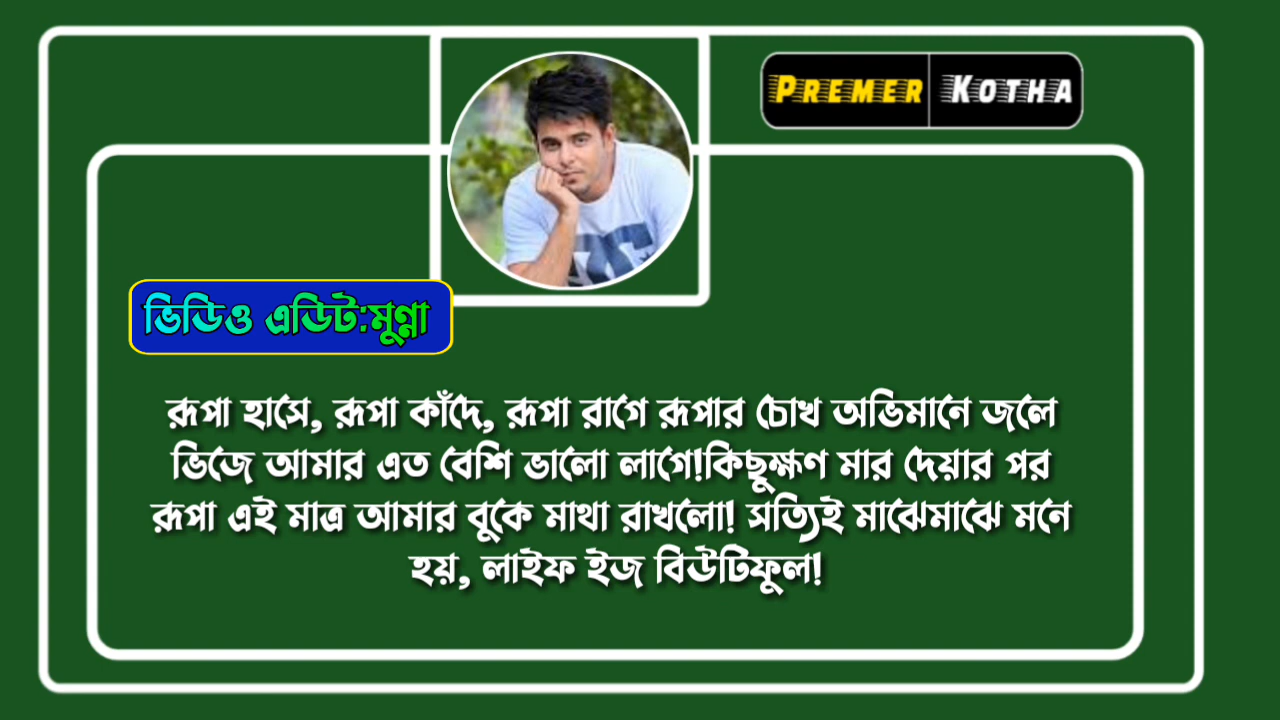 PREMER KOTHA
ভিডিও এডিট:মুন্না
রূপা হাসে, রূপা কাঁদে, রূপা রাগে রূপার চোখ অভিমানে জলে
ভিজে আমার এত বেশি ভালো লাগে!কিছুক্ষণ মার দেয়ার পর
রূপা এই মাত্র আমার বুকে মাথা রাখলো! সত্যিই মাঝেমাঝে মনে
হয়, লাইফ ইজ বিউটিফুল!